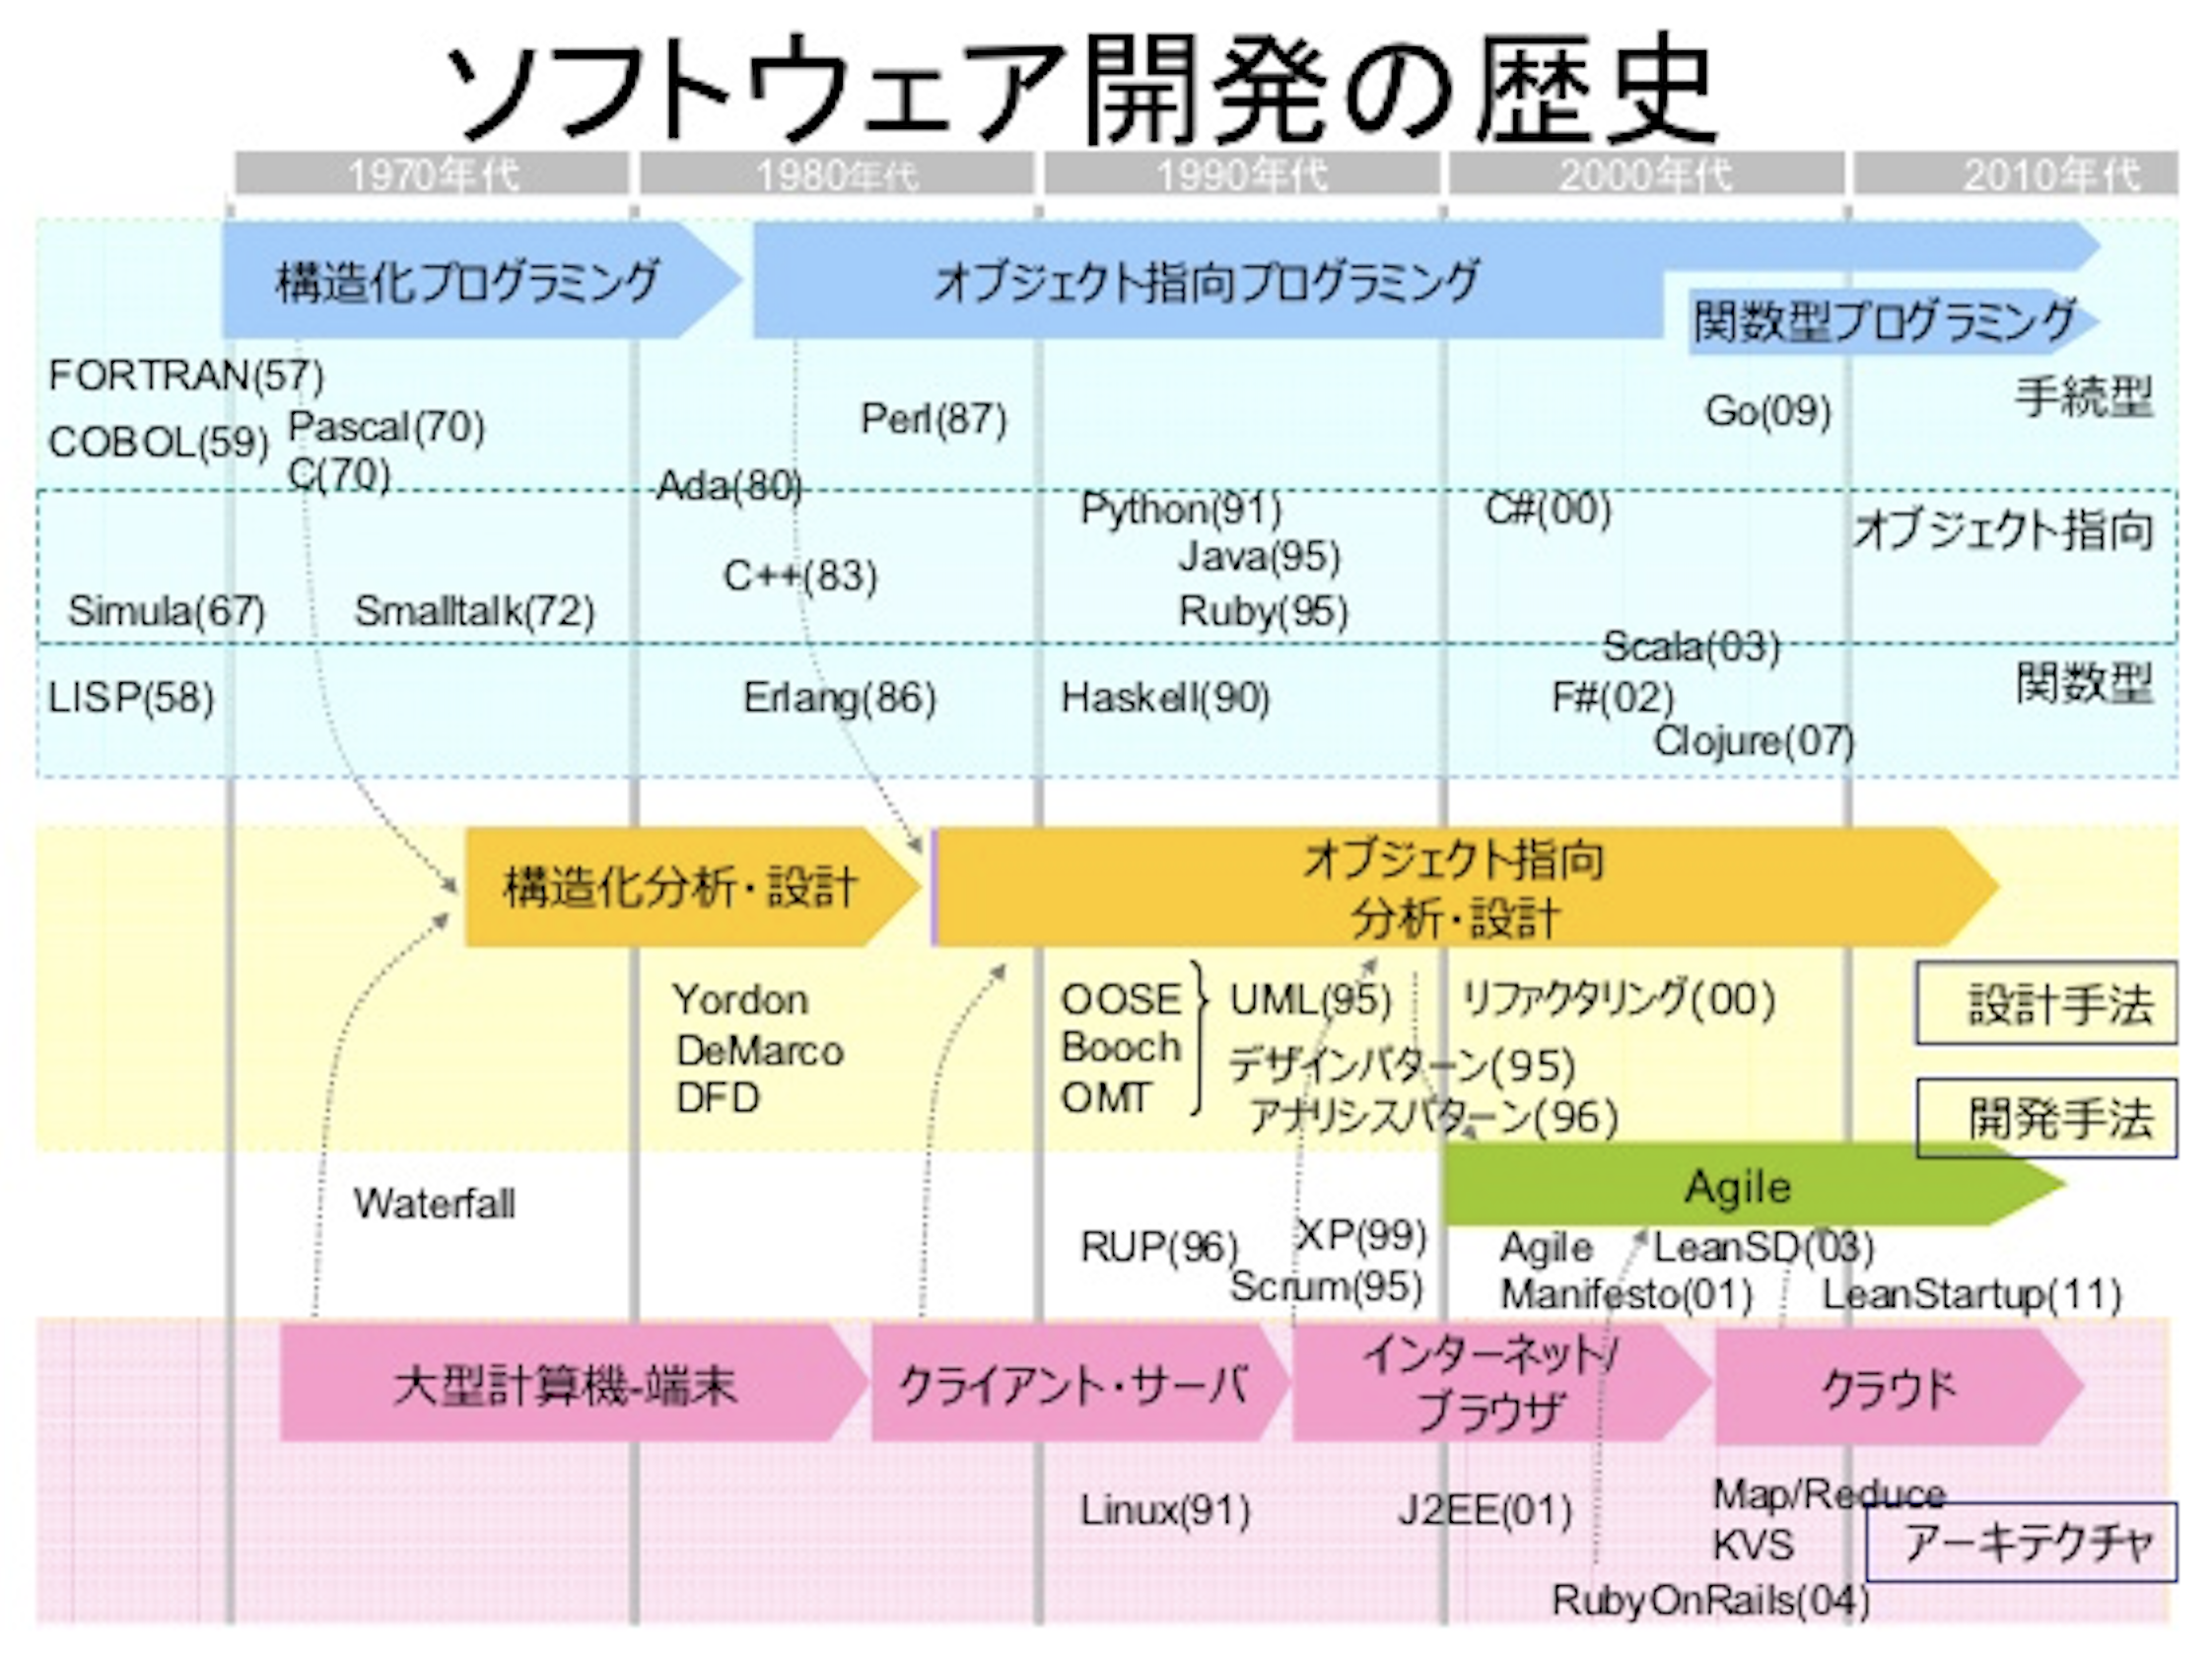 ソフトウェア開発の歴史
1970年代
1980年代
1990年代
2000年代
2010年代
構造化プログラミング
オブジェクト指向プログラミング
関数型プログラミング
FORTRAN(57)
COBOL(59)
Pascal(70)
C(70)
Perl(87)
Go(09)
手続型
Ada(80)
Python(91)
C#(00)
オブジェクト指向
Java(95)
C++(83)
Simula(67)
Smalltalk(72)
Ruby(95)
Scala(03)
LISP(58)
Erlang(86)
Haskell(90)
F#(02)
関数型
Clojure(07)
構造化分析・設計
オブジェクト指向
分析・設計
Yordon
DeMarco
DFD
OOSE
Booch
OMT
UML(95)
デザインパターン(95)
アナリシスパターン(96)
リファクタリング(00)
設計手法
開発手法
Agile
Waterfall
RUP(96)
XP(99)
Scrum(95)
Agile
Manifesto(01)
LeanSD(03)
LeanStartup(11)
大型計算機-端末
クライアント・サーバ
インターネット/
ブラウザ
クラウド
Linux(91)
J2EE(01)
Map/Reduce
KVS
アーキテクチャ
RubyOnRails(04)